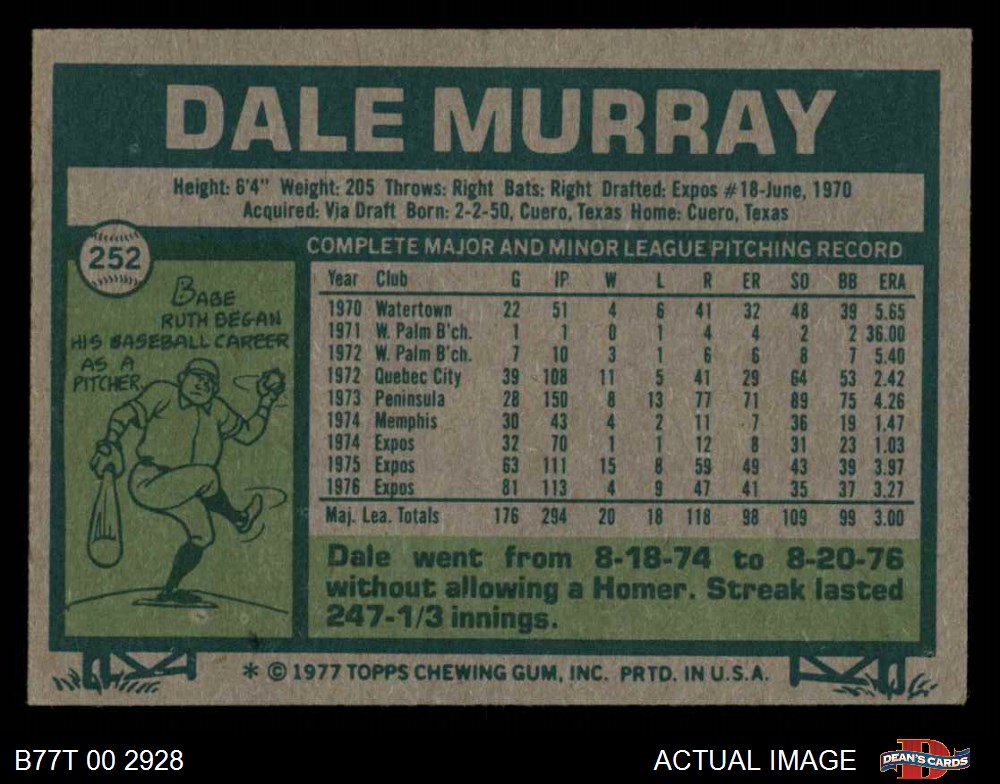 DALE MURRAY
Height: 6'4" Weight: 205 Throws: Right Bats: Right Drafted: Expos #18-June, 1970
Acquired: Via Draft Born: 2-2-50, Cuero, Texas Home: Cuero, Texas
252
BABE
RUTH BEGAN
HIS BASEBALL CAREER
AS A
PITCHER.
COMPLETE MAJOR AND MINOR LEAGUE PITCHING RECORD
Year Club G IP W L R ER SO BB ERA
1970 Watertown 22 51 4 6 41 32 48 39 5.65
1971 W. Palm B'ch. 1 1 0 1 4 4 2 2 36.00
1972 W. Palm B'ch. 7 10 3 1 6 6 8 7 5.40
1972 Quebec City 39 108 11 5 41 29 64 53 2.42
1973 Peninsula 28 150 8 13 77 71 89 75 4.26
1974 Memphis 30 43 4 2 11 7 36 19 1.47
1974 Expos 32 70 1 1 12 8 31 23 1.03
1975 Expos 63 111 15 8 59 49 43 39 3.97
1976 Expos 81 113 4 9 47 41 35 37 3.27
Maj. Lea. Totals 176 294 20 18 118 98 109 99 3.00
Dale went from 8-18-74 to 8-20-76
without allowing a Homer. Streak lasted
247-1/3 innings.
* © 1977 TOPPS CHEWING GUM, INC. PRTD. IN U.S.A.
B77T 00 2928
ACTUAL IMAGE
D
DEAN'S CARDS